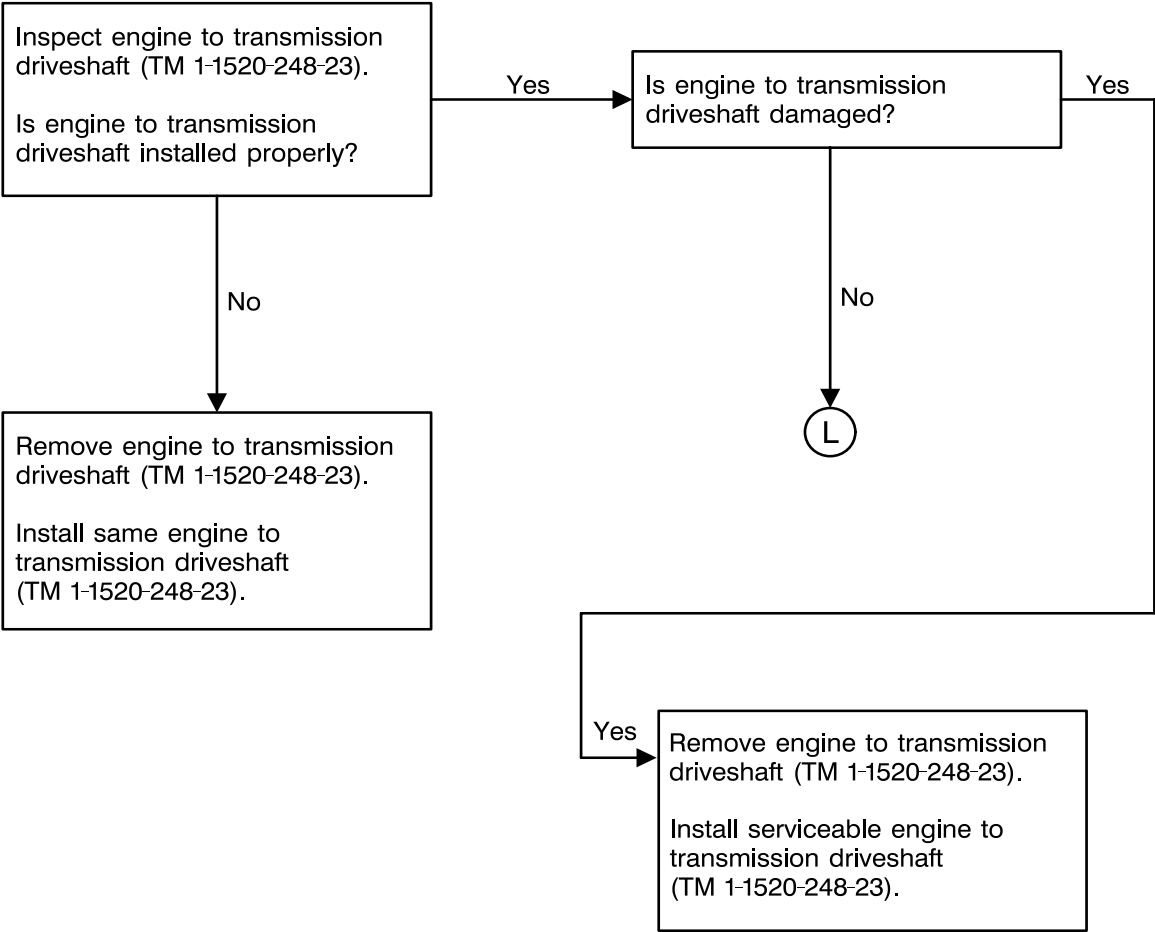 Inspect engine to transmission
driveshaft (TM 1-1520-248-23).
Is engine to transmission
driveshaft installed properly?
Yes
Is engine to transmission
driveshaft damaged?
Yes
No
No
L
Remove engine to transmission
driveshaft (TM 1-1520-248-23).
Install same engine to
transmission driveshaft
(TM 1-1520-248-23).
Yes
Remove engine to transmission
driveshaft (TM 1-1520-248-23).
Install serviceable engine to
transmission driveshaft
(TM 1-1520-248-23).